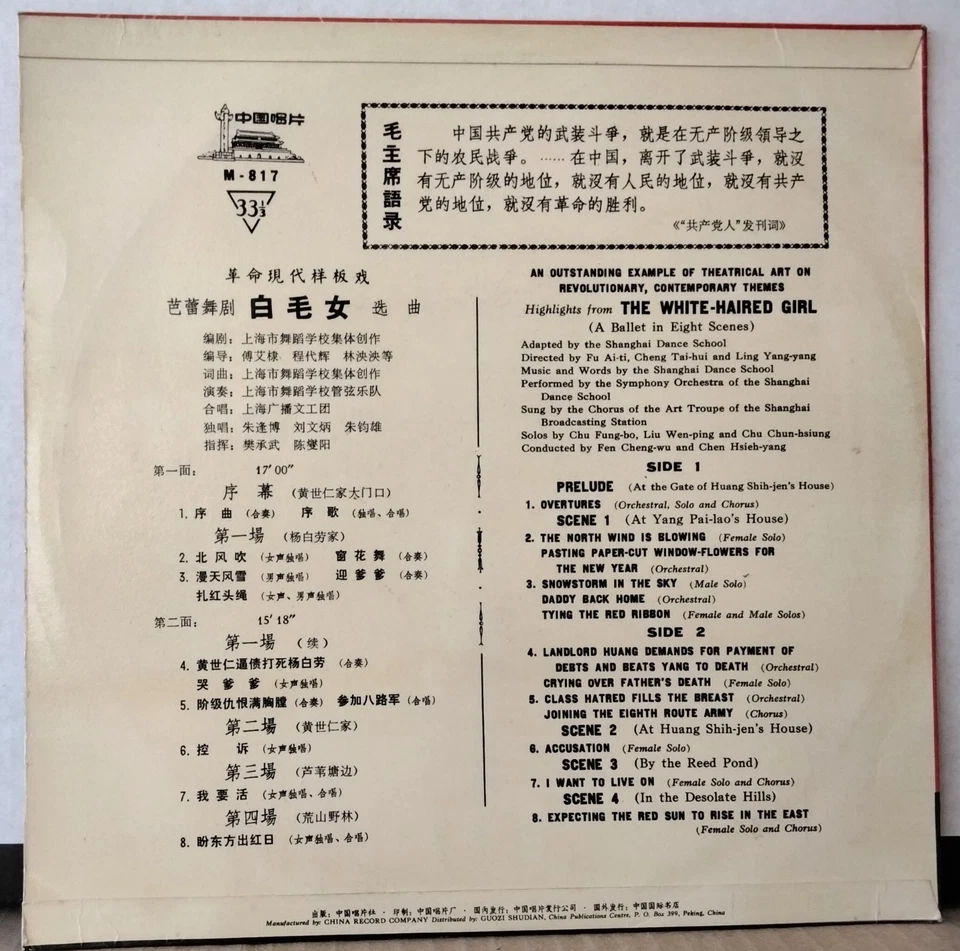 中国唱片
M-817
33⅓
毛主席語录
中国共产党的武装斗争，就是在无产阶级领导之
下的农民战争。……在中国，离开了武装斗争，就沒
有无产阶级的地位，就沒有人民的地位，就沒有共产
党的地位，就沒有革命的胜利。
《“共产党人”发刊词》
革命現代样板戏
芭蕾舞剧 白毛女 选曲
编剧：上海市舞蹈学校集体创作
编导：傅艾棣 程代辉 林泱泱等
词曲：上海市舞蹈学校集体创作
演奏：上海市舞蹈学校管弦乐队
合唱：上海广播文工团
独唱：朱逢博 刘文炳 朱钧雄
指挥：樊承武 陈燮阳
第一面： 17′00″
序幕 （黄世仁家大门口）
1. 序曲（合奏） 序歌（独唱、合唱）
第一場 （杨白劳家）
2. 北风吹（女声独唱） 窗花舞（合奏）
3. 漫天风雪（男声独唱） 迎爹爹（合奏）
扎红头绳（女声、男声独唱）
第二面： 15′18″
第一場 （续）
4. 黄世仁逼债打死杨白劳（合奏）
哭爹爹（女声独唱）
5. 阶级仇恨满胸膛（合奏） 参加八路军（合唱）
第二場 （黄世仁家）
6. 控诉（女声独唱）
第三場 （芦苇塘边）
7. 我要活（女声独唱、合唱）
第四場 （荒山野林）
8. 盼东方出红日（女声独唱、合唱）
AN OUTSTANDING EXAMPLE OF THEATRICAL ART ON
REVOLUTIONARY, CONTEMPORARY THEMES
Highlights from THE WHITE-HAIRED GIRL
(A Ballet in Eight Scenes)
Adapted by the Shanghai Dance School
Directed by Fu Ai-ti, Cheng Tai-hui and Ling Yang-yang
Music and Words by the Shanghai Dance School
Performed by the Symphony Orchestra of the Shanghai
Dance School
Sung by the Chorus of the Art Troupe of the Shanghai
Broadcasting Station
Solos by Chu Fung-bo, Liu Wen-ping and Chu Chun-hsiung
Conducted by Fen Cheng-wu and Chen Hsieh-yang
SIDE 1
PRELUDE (At the Gate of Huang Shih-jen's House)
1. OVERTURES (Orchestral, Solo and Chorus)
SCENE 1 (At Yang Pai-lao's House)
2. THE NORTH WIND IS BLOWING (Female Solo)
PASTING PAPER-CUT WINDOW-FLOWERS FOR
THE NEW YEAR (Orchestral)
3. SNOWSTORM IN THE SKY (Male Solo)
DADDY BACK HOME (Orchestral)
TYING THE RED RIBBON (Female and Male Solos)
SIDE 2
4. LANDLORD HUANG DEMANDS FOR PAYMENT OF
DEBTS AND BEATS YANG TO DEATH (Orchestral)
CRYING OVER FATHER'S DEATH (Female Solo)
5. CLASS HATRED FILLS THE BREAST (Orchestral)
JOINING THE EIGHTH ROUTE ARMY (Chorus)
SCENE 2 (At Huang Shih-jen's House)
6. ACCUSATION (Female Solo)
SCENE 3 (By the Reed Pond)
7. I WANT TO LIVE ON (Female Solo and Chorus)
SCENE 4 (In the Desolate Hills)
8. EXPECTING THE RED SUN TO RISE IN THE EAST
(Female Solo and Chorus)
出版：中国唱片社 · 印制：中国唱片厂 · 国内发行：中国唱片发行公司 · 国外发行：中国国际书店
Manufactured by: CHINA RECORD COMPANY Distributed by: GUOZI SHUDIAN, China Publications Centre, P. O. Box 399, Peking, China